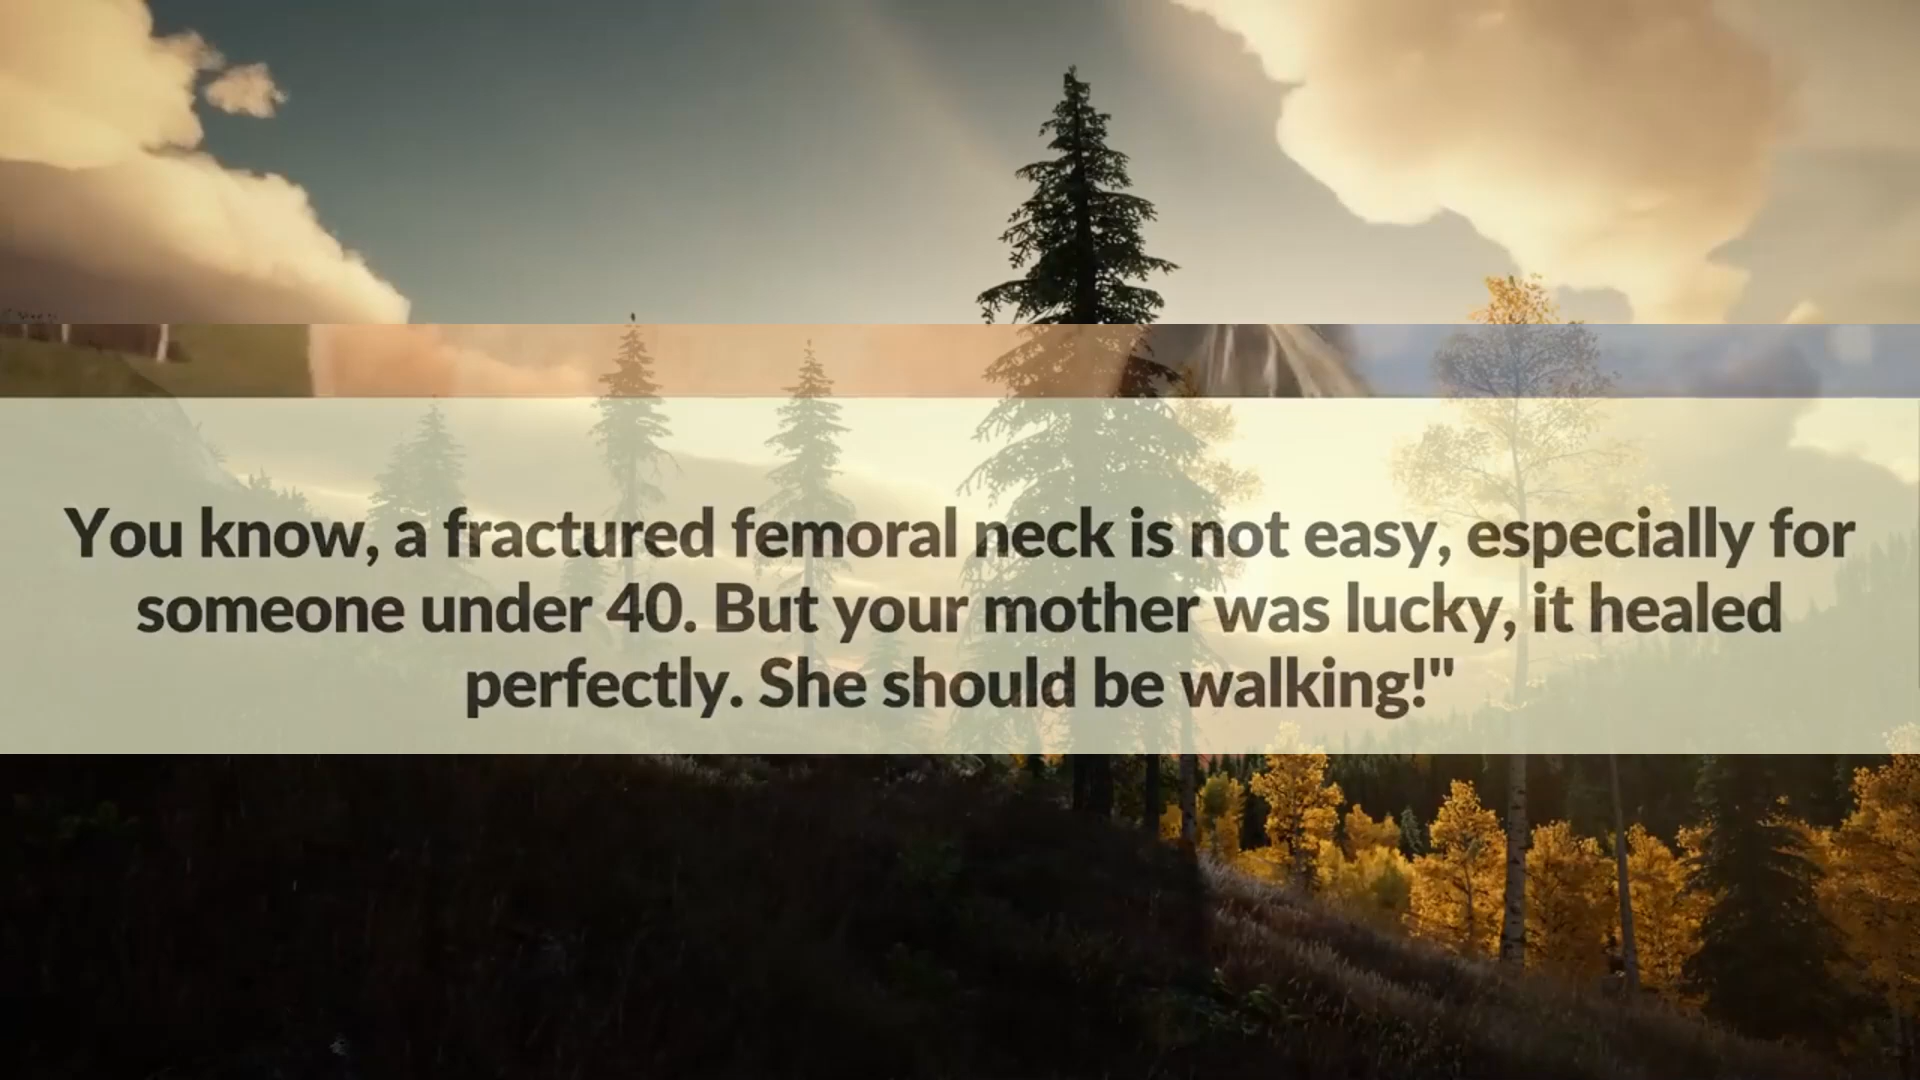 You know, a fractured femoral neck is not easy, especially for
someone under 40. But your mother was lucky, it healed
perfectly. She should be walking!"